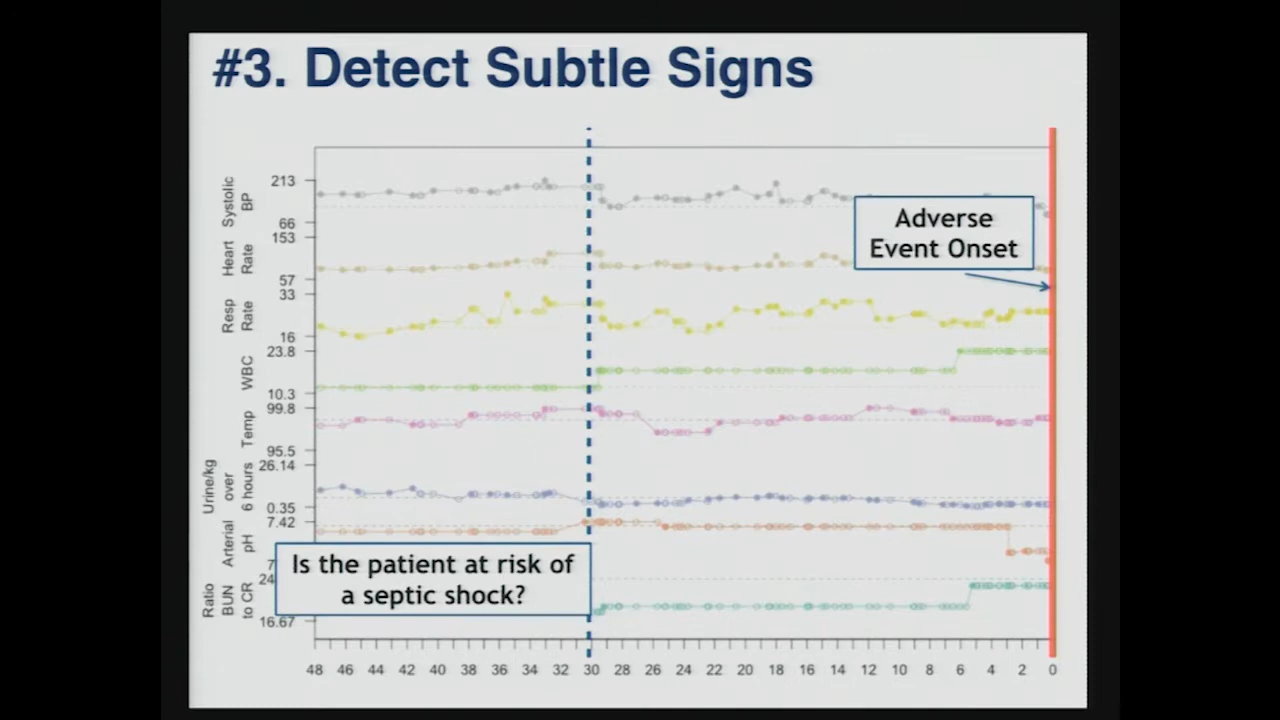 #3. Detect Subtle Signs
Systolic
BP
213
66
Heart
Rate
153
57
Resp
Rate
33
16
WBC
23.8
10.3
Temp
99.8
95.5
Urine/kg
over
6 hours
26.14
0.35
Arterial
pH
7.42
7
Ratio
BUN
to CR
24
16.67
Adverse
Event Onset
Is the patient at risk of
a septic shock?
48 46 44 42 40 38 36 34 32 30 28 26 24 22 20 18 16 14 12 10 8 6 4 2 0